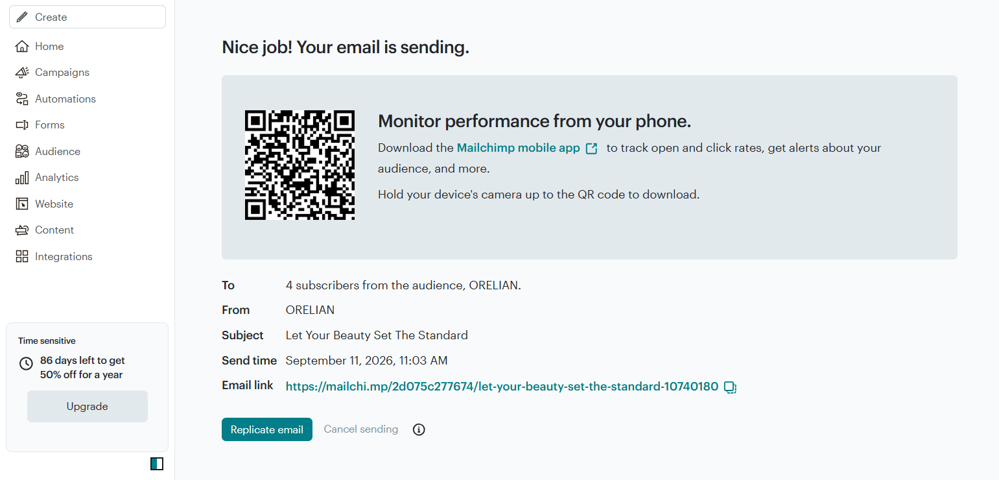 Create
Home
Campaigns
Automations
Forms
Audience
Analytics
Website
Content
Integrations
Time sensitive
86 days left to get
50% off for a year
Upgrade
Nice job! Your email is sending.
Monitor performance from your phone.
Download the Mailchimp mobile app to track open and click rates, get alerts about your
audience, and more.
Hold your device's camera up to the QR code to download.
To 4 subscribers from the audience, ORELIAN.
From ORELIAN
Subject Let Your Beauty Set The Standard
Send time September 11, 2026, 11:03 AM
Email link https://mailchi.mp/2d075c277674/let-your-beauty-set-the-standard-10740180
Replicate email Cancel sending